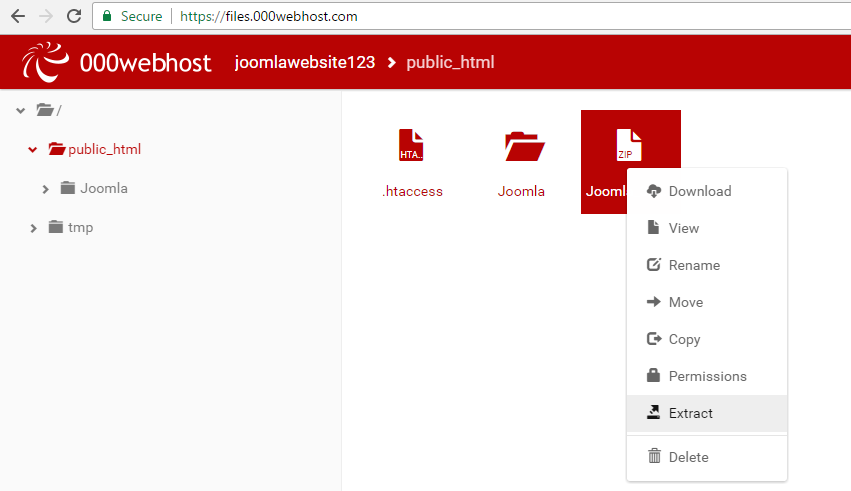 Secure https://files.000webhost.com
000webhost joomlawebsite123 public_html
/
public_html
Joomla
tmp
HTA..
.htaccess
Joomla
ZIP
Download
View
Rename
Move
Copy
Permissions
Extract
Delete